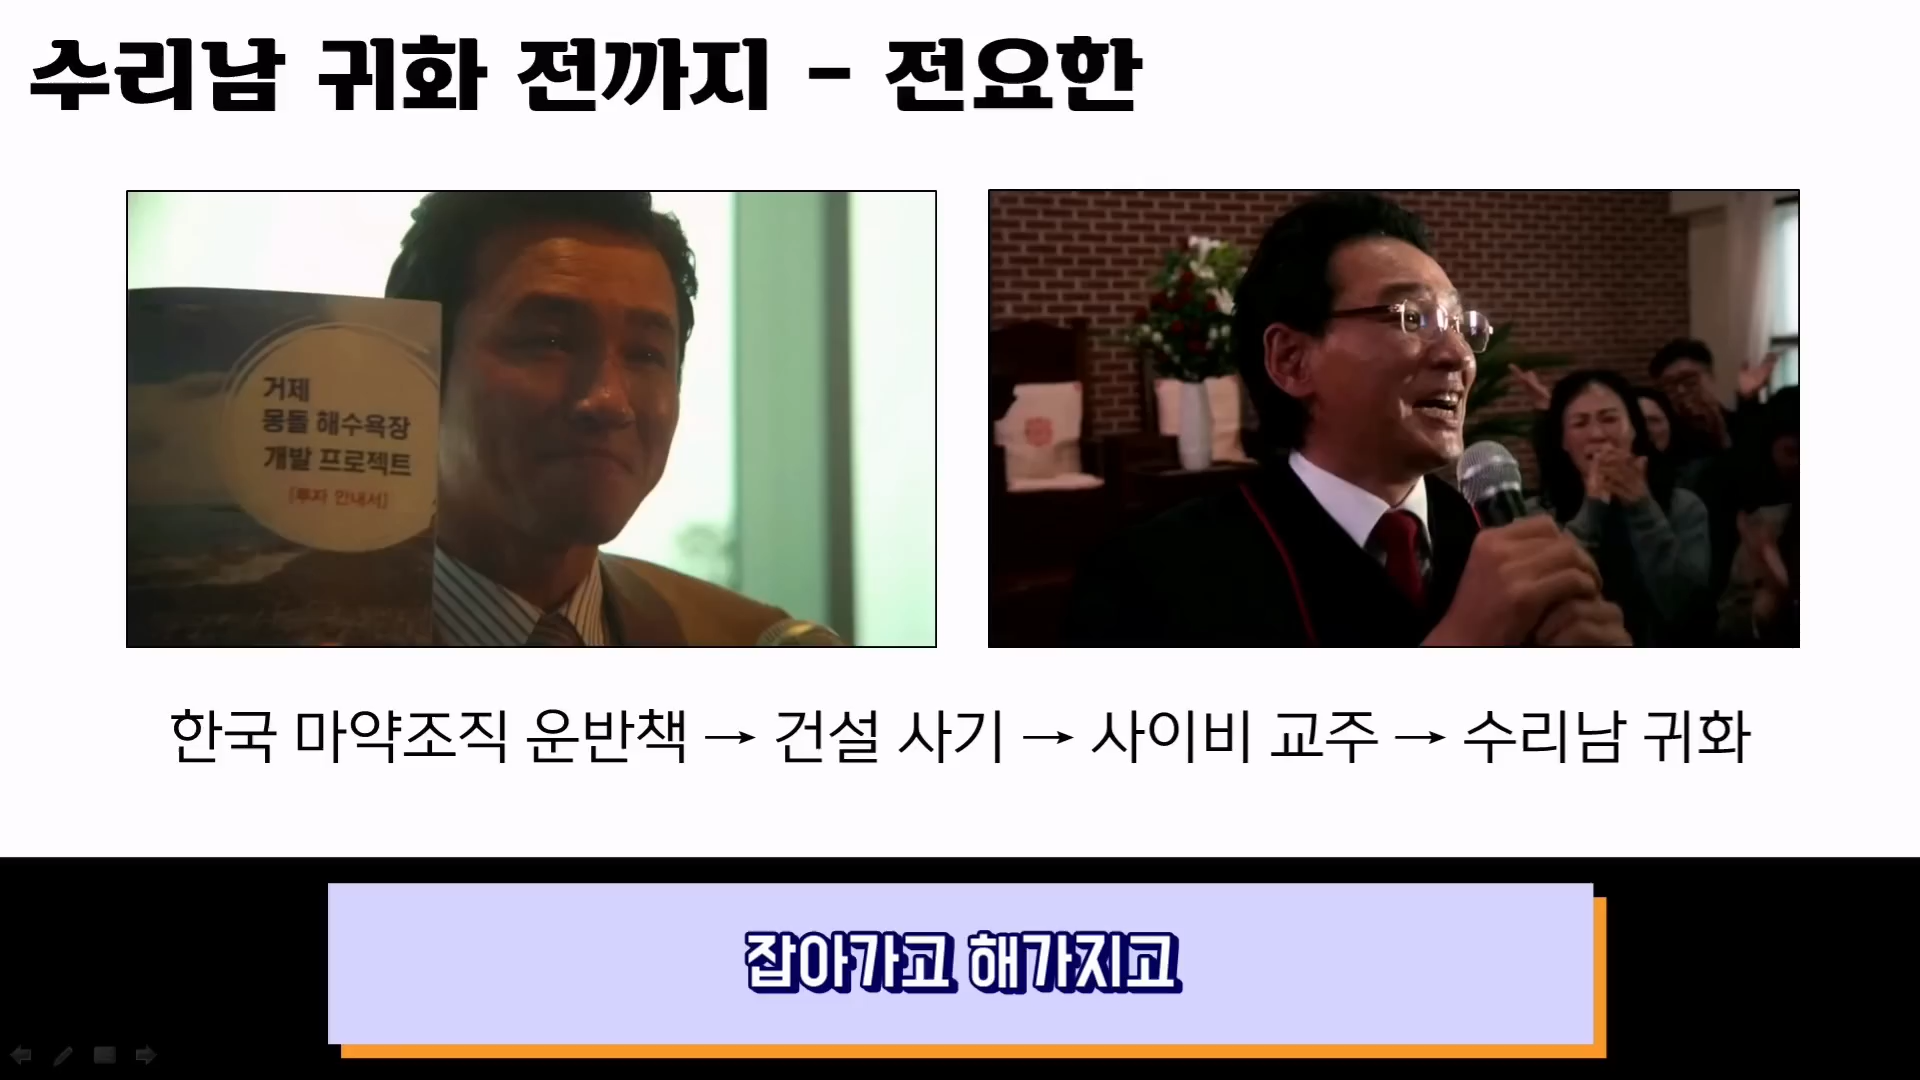 수리남 귀화 전까지 - 전요한
거제
몽돌 해수욕장
개발 프로젝트
[투자 안내서]
한국 마약조직 운반책 → 건설 사기 → 사이비 교주 → 수리남 귀화
잡아가고 해가지고